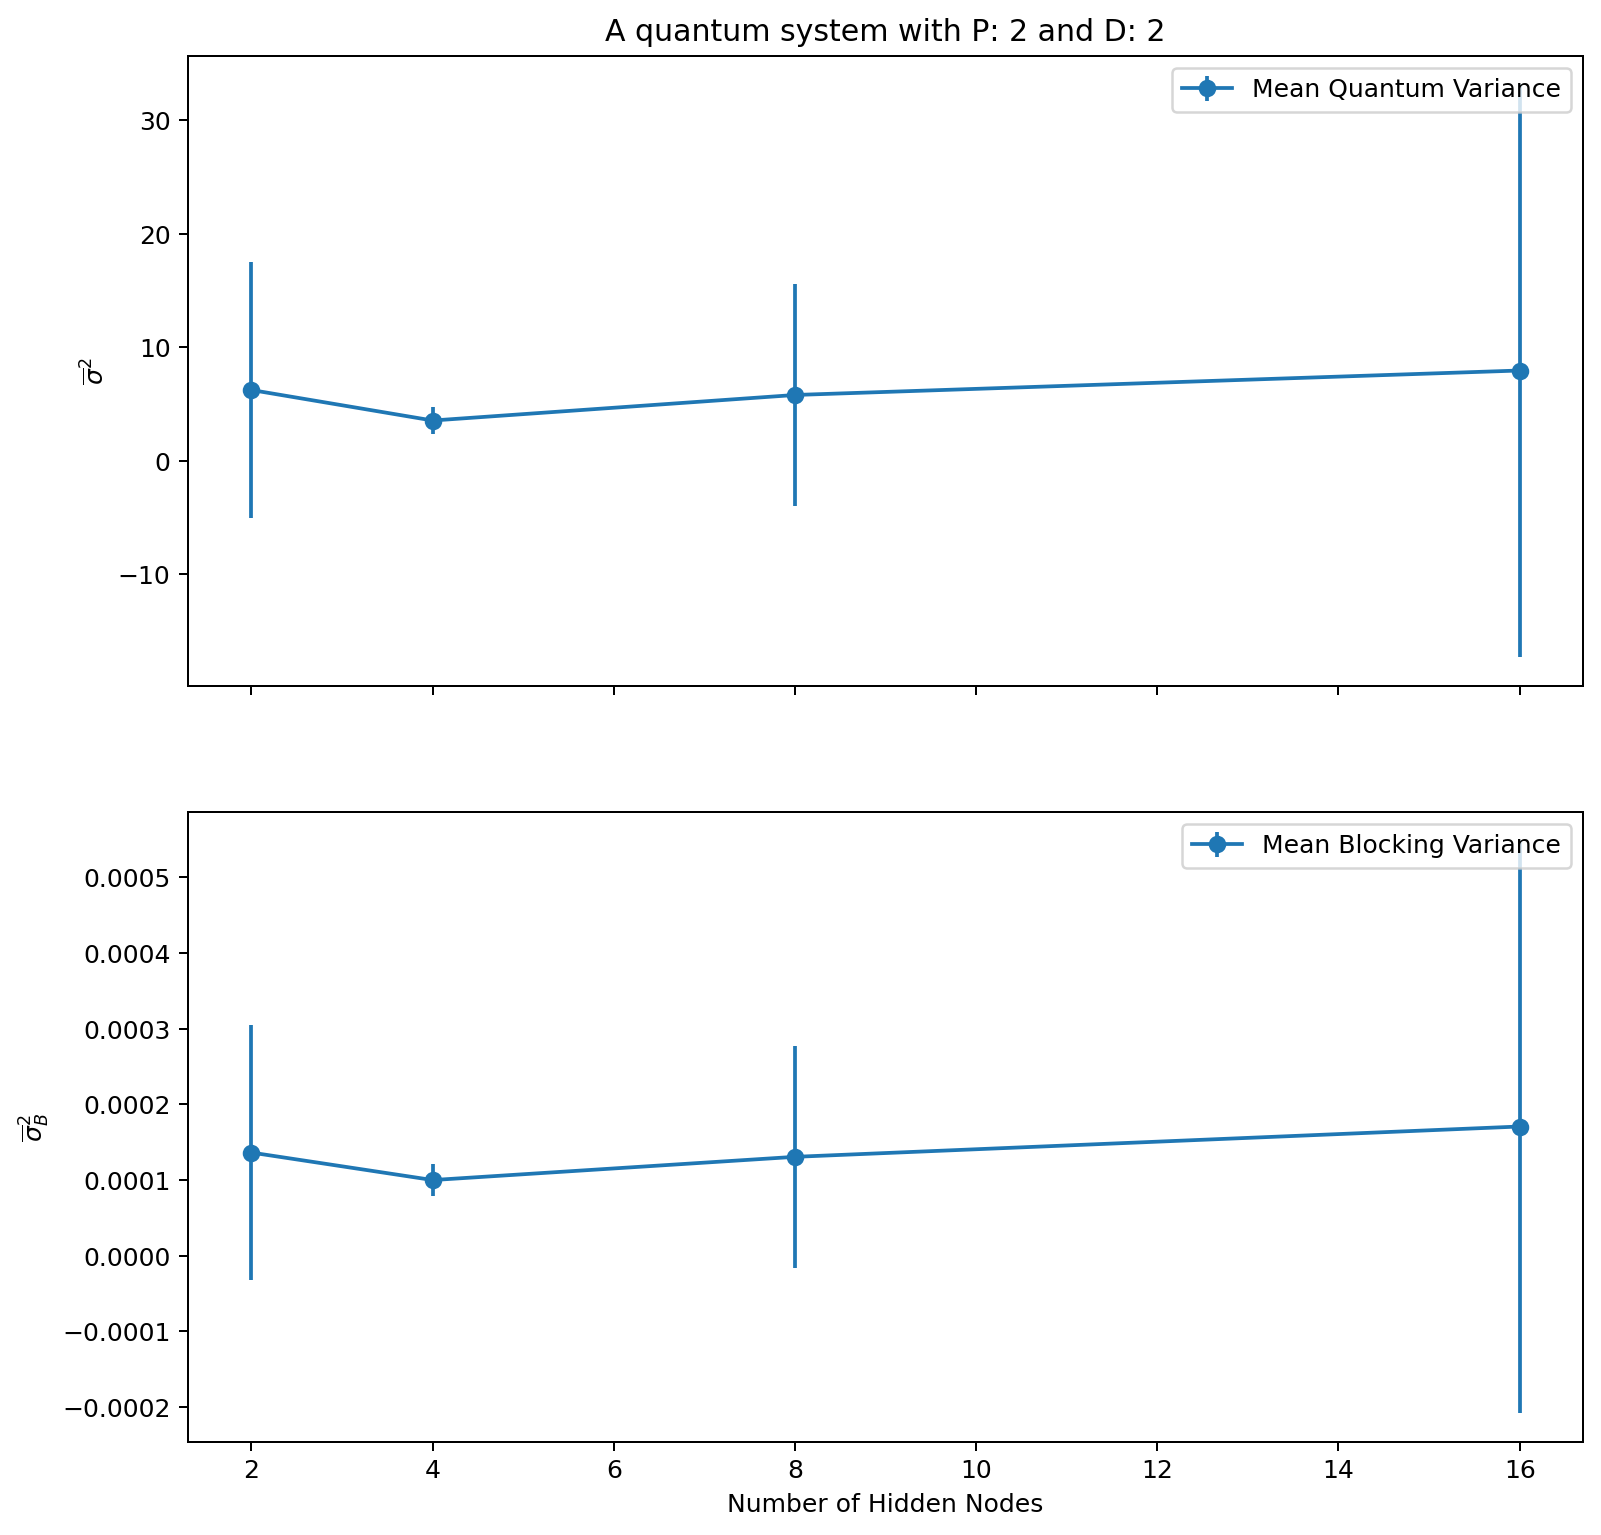 A quantum system with P: 2 and D: 2
Mean Quantum Variance
30
20
10
0
−10
σ̅²
Mean Blocking Variance
0.0005
0.0004
0.0003
0.0002
0.0001
0.0000
−0.0001
−0.0002
σ̅²_B
2 4 6 8 10 12 14 16
Number of Hidden Nodes